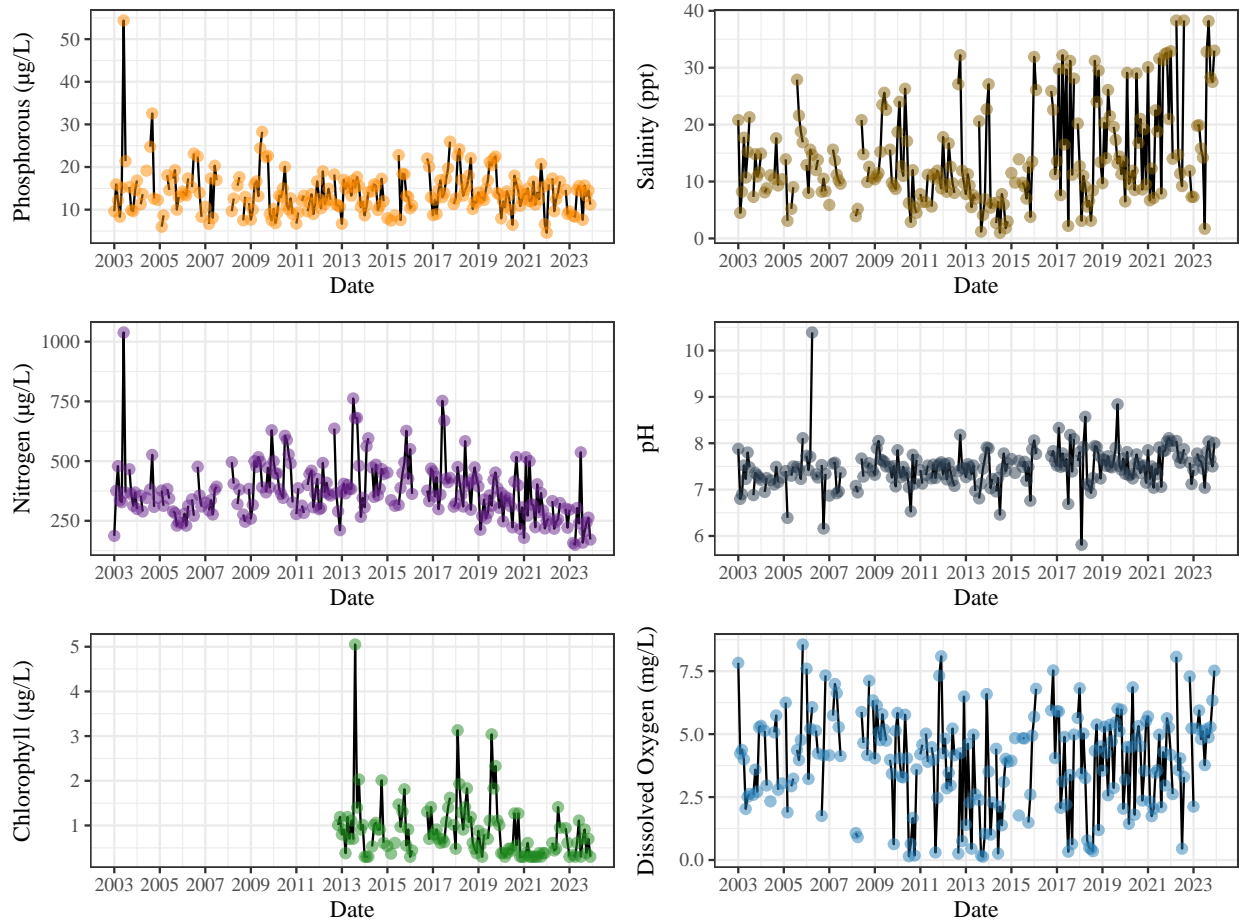 Phosphorous (µg/L)
50
40
30
20
10
2003 2005 2007 2009 2011 2013 2015 2017 2019 2021 2023
Date
Salinity (ppt)
40
30
20
10
0
2003 2005 2007 2009 2011 2013 2015 2017 2019 2021 2023
Date
Nitrogen (µg/L)
1000
750
500
250
2003 2005 2007 2009 2011 2013 2015 2017 2019 2021 2023
Date
pH
10
9
8
7
6
2003 2005 2007 2009 2011 2013 2015 2017 2019 2021 2023
Date
Chlorophyll (µg/L)
5
4
3
2
1
2003 2005 2007 2009 2011 2013 2015 2017 2019 2021 2023
Date
Dissolved Oxygen (mg/L)
7.5
5.0
2.5
0.0
2003 2005 2007 2009 2011 2013 2015 2017 2019 2021 2023
Date